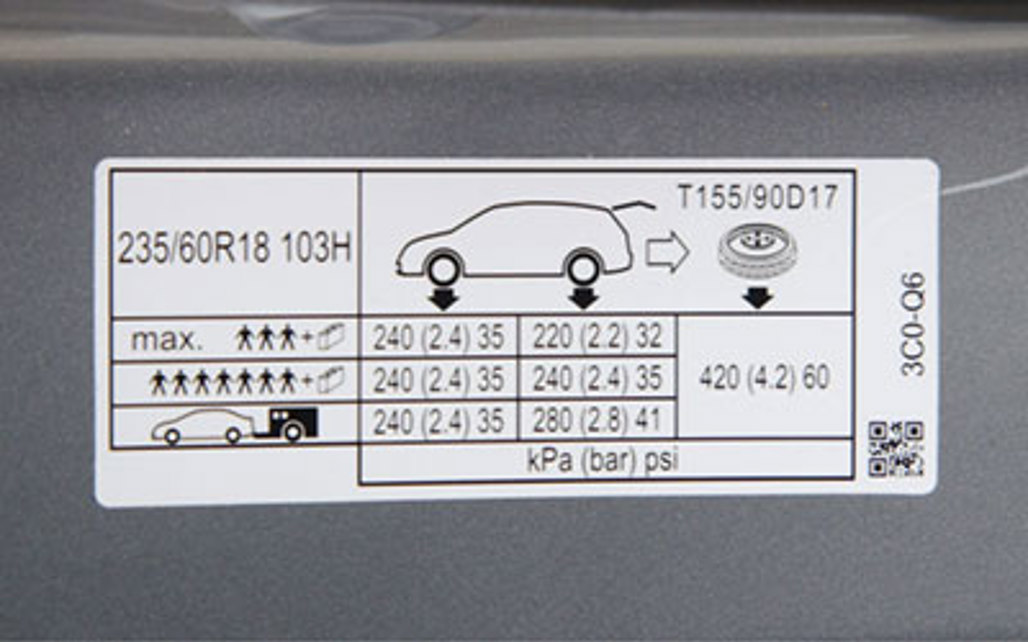 T155/90D17
235/60R18 103H
max. + 240 (2.4) 35 220 (2.2) 32
+ 240 (2.4) 35 240 (2.4) 35 420 (4.2) 60
240 (2.4) 35 280 (2.8) 41
kPa (bar) psi
3C0-Q6